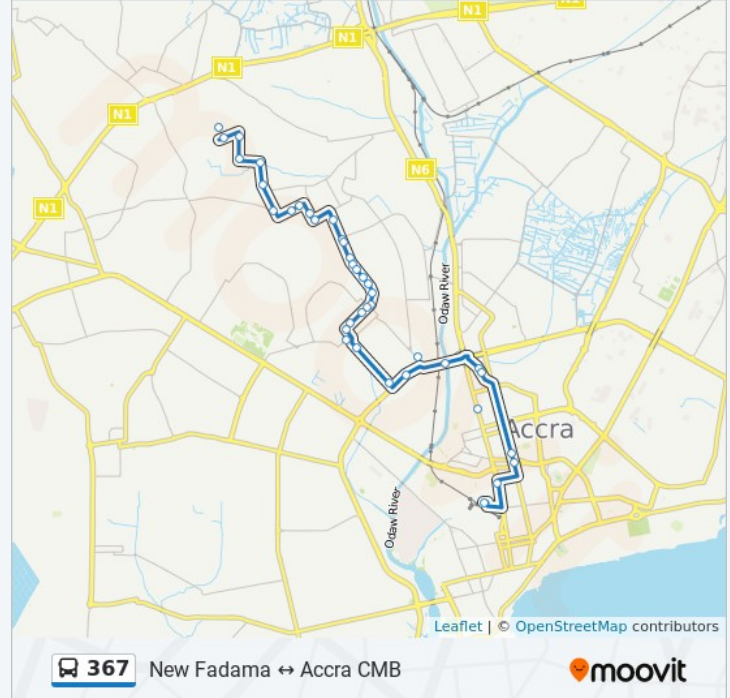 N1
N1
N1
N1
N1
N6
Odaw River
Accra
Odaw River
Leaflet | © OpenStreetMap contributors
367 New Fadama ↔ Accra CMB
moovit